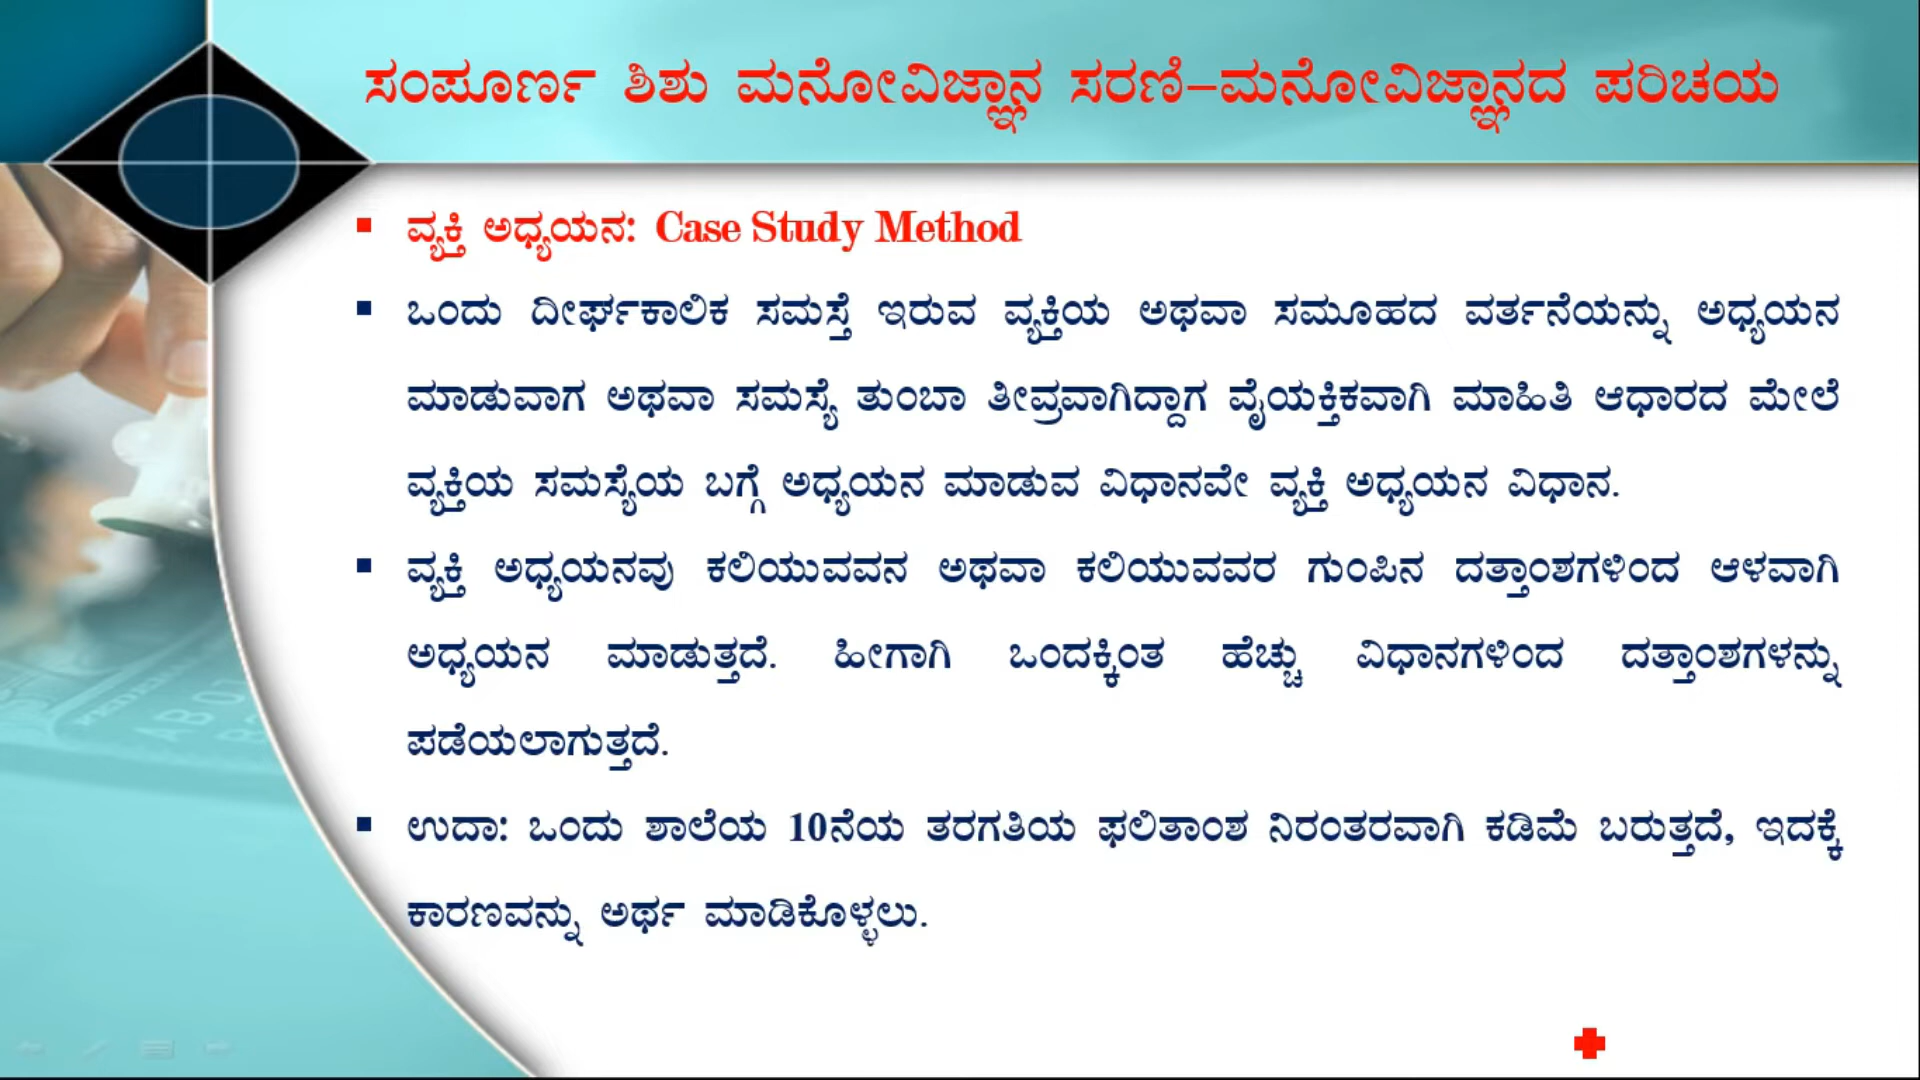 ಸಂಪೂರ್ಣ ಶಿಶು ಮನೋವಿಜ್ಞಾನ ಸರಣಿ–ಮನೋವಿಜ್ಞಾನದ ಪರಿಚಯ
ವ್ಯಕ್ತಿ ಅಧ್ಯಯನ: Case Study Method
ಒಂದು ದೀರ್ಘಕಾಲಿಕ ಸಮಸ್ತೆ ಇರುವ ವ್ಯಕ್ತಿಯ ಅಥವಾ ಸಮೂಹದ ವರ್ತನೆಯನ್ನು ಅಧ್ಯಯನ
ಮಾಡುವಾಗ ಅಥವಾ ಸಮಸ್ಯೆ ತುಂಬಾ ತೀವ್ರವಾಗಿದ್ದಾಗ ವೈಯಕ್ತಿಕವಾಗಿ ಮಾಹಿತಿ ಆಧಾರದ ಮೇಲೆ
ವ್ಯಕ್ತಿಯ ಸಮಸ್ಯೆಯ ಬಗ್ಗೆ ಅಧ್ಯಯನ ಮಾಡುವ ವಿಧಾನವೇ ವ್ಯಕ್ತಿ ಅಧ್ಯಯನ ವಿಧಾನ.
ವ್ಯಕ್ತಿ ಅಧ್ಯಯನವು ಕಲಿಯುವವನ ಅಥವಾ ಕಲಿಯುವವರ ಗುಂಪಿನ ದತ್ತಾಂಶಗಳಿಂದ ಆಳವಾಗಿ
ಅಧ್ಯಯನ ಮಾಡುತ್ತದೆ. ಹೀಗಾಗಿ ಒಂದಕ್ಕಿಂತ ಹೆಚ್ಚು ವಿಧಾನಗಳಿಂದ ದತ್ತಾಂಶಗಳನ್ನು
ಪಡೆಯಲಾಗುತ್ತದೆ.
ಉದಾ: ಒಂದು ಶಾಲೆಯ 10ನೆಯ ತರಗತಿಯ ಫಲಿತಾಂಶ ನಿರಂತರವಾಗಿ ಕಡಿಮೆ ಬರುತ್ತದೆ, ಇದಕ್ಕೆ
ಕಾರಣವನ್ನು ಅರ್ಥ ಮಾಡಿಕೊಳ್ಳಲು.